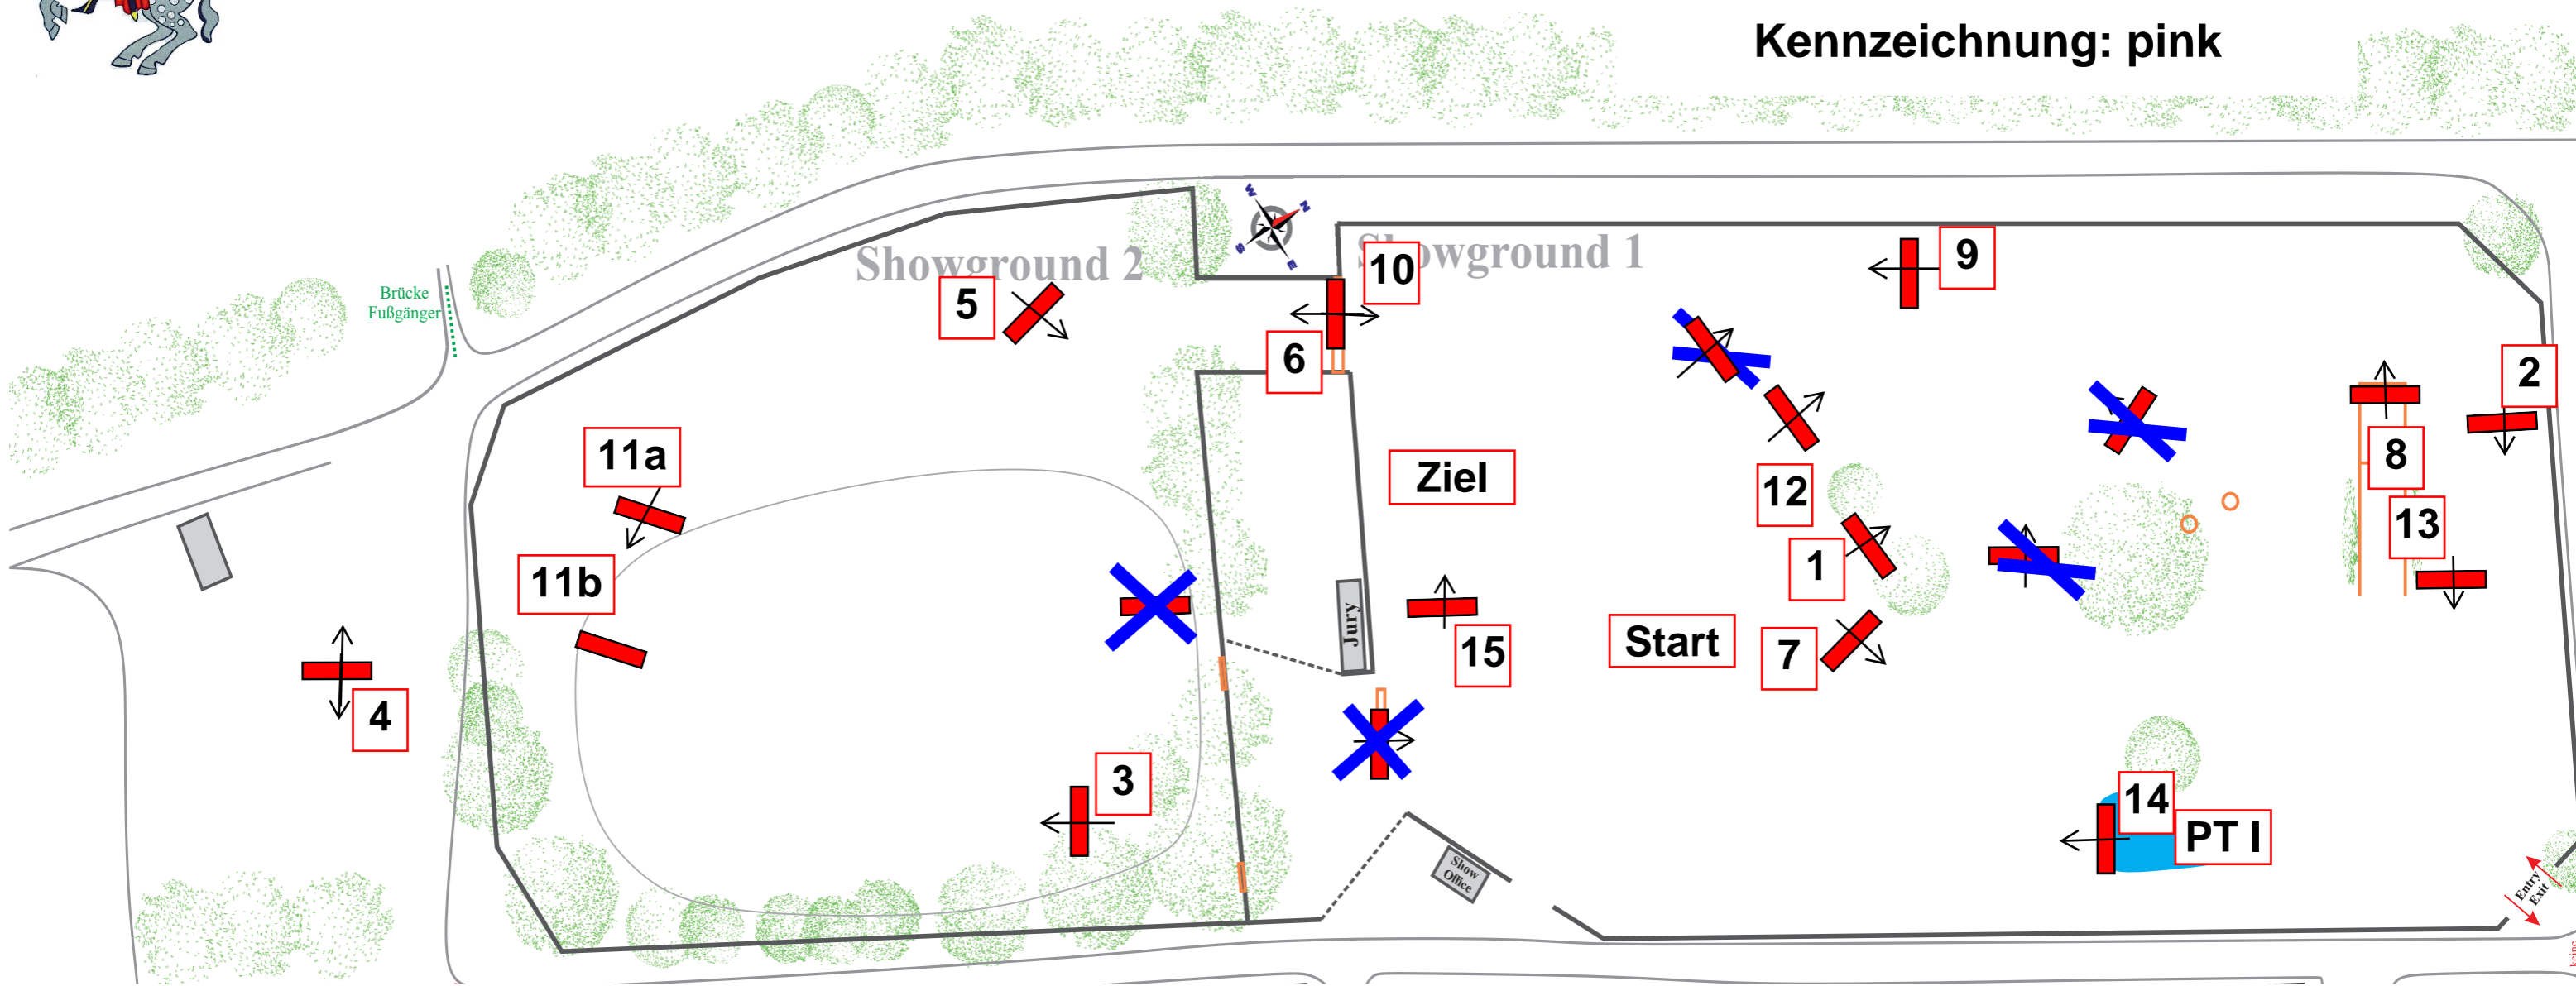 Kennzeichnung: pink
W
N
S
E
Showground 2
Showground 1
Brücke
Fußgänger
9
10
5
6
2
8
11a
Ziel
12
13
11b
1
Jury
15
Start
7
4
3
14
PT I
Show
Office
Entry
Exit
keine